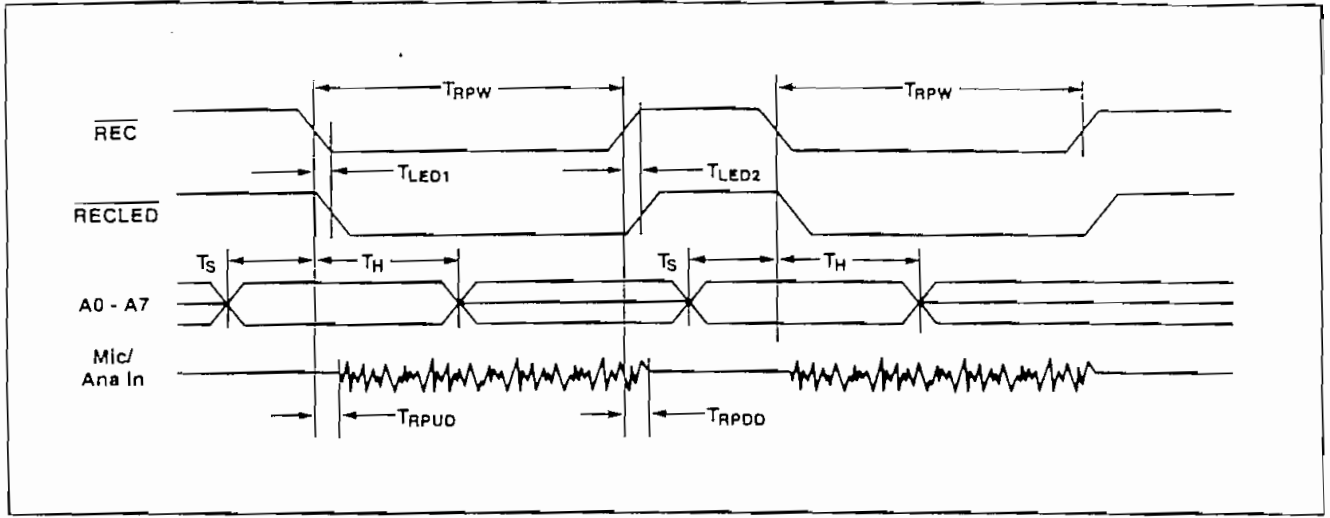 TRPW TRPW
REC
TLED1 TLED2
RECLED
TS TH TS TH
A0 - A7
Mic/
Ana In
TRPUD TRPDD